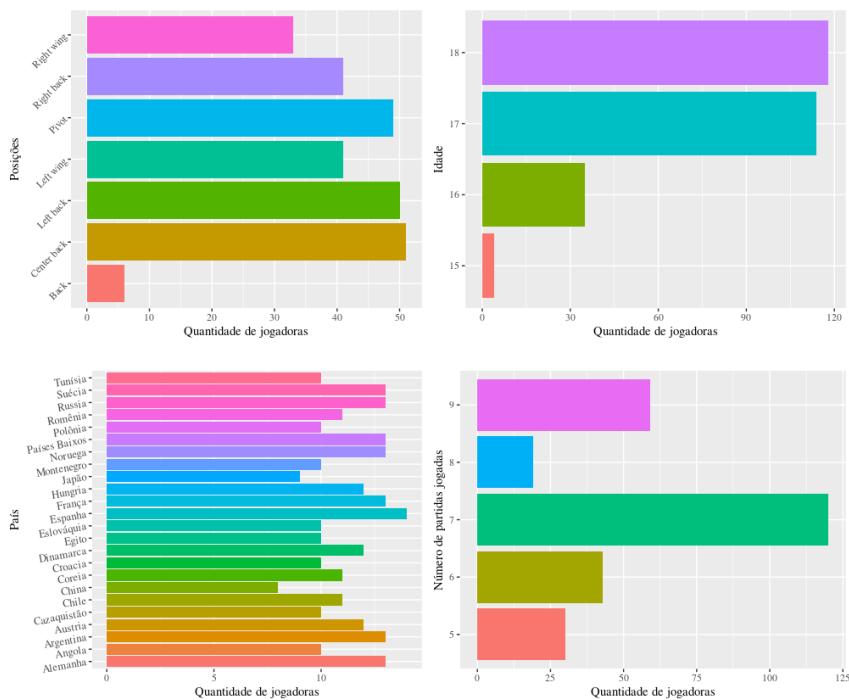 Posições
Right wing
Right back
Pivot
Left wing
Left back
Center back
Back
0 10 20 30 40 50
Quantidade de jogadoras
Idade
18
17
16
15
0 30 60 90 120
Quantidade de jogadoras
País
Tunísia
Suécia
Russia
Romênia
Polônia
Países Baixos
Noruega
Montenegro
Japão
Hungria
França
Espanha
Eslováquia
Egito
Dinamarca
Croacia
Coreia
China
Chile
Cazaquistão
Austria
Argentina
Angola
Alemanha
0 5 10
Quantidade de jogadoras
Número de partidas jogadas
9
8
7
6
5
0 25 50 75 100 125
Quantidade de jogadoras